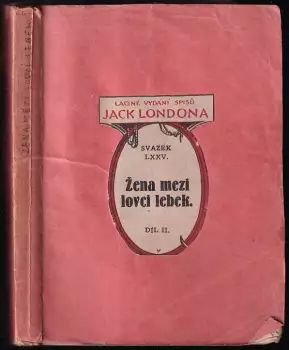 LACINÉ VYDÁNÍ SPISŮ
JACK LONDONA
SVAZEK
LXXV.
Žena mezi
lovci lebek.
DÍL II.